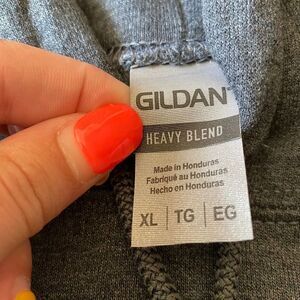 GILDAN
HEAVY BLEND
Made in Honduras
Fabriqué au Honduras
Hecho en Honduras
XL | TG | EG